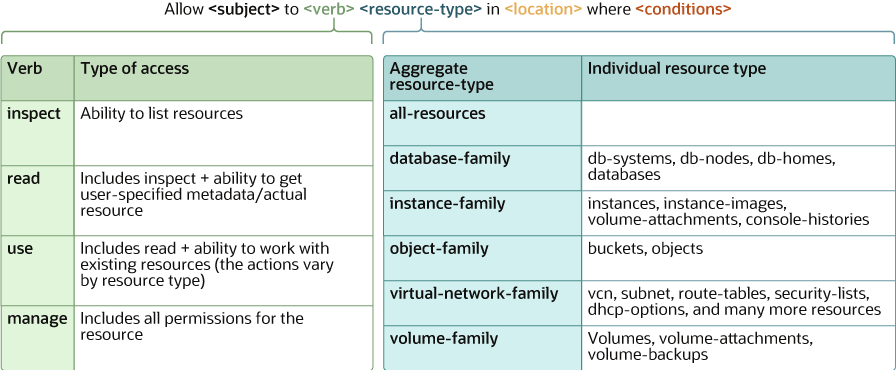 Allow <subject> to <verb> <resource-type> in <location> where <conditions>
Verb
Type of access
inspect
Ability to list resources
read
Includes inspect + ability to get
user-specified metadata/actual
resource
use
Includes read + ability to work with
existing resources (the actions vary
by resource type)
manage
Includes all permissions for the
resource
Aggregate
resource-type
Individual resource type
all-resources
database-family
db-systems, db-nodes, db-homes,
databases
instance-family
instances, instance-images,
volume-attachments, console-histories
object-family
buckets, objects
virtual-network-family
vcn, subnet, route-tables, security-lists,
dhcp-options, and many more resources
volume-family
Volumes, volume-attachments,
volume-backups